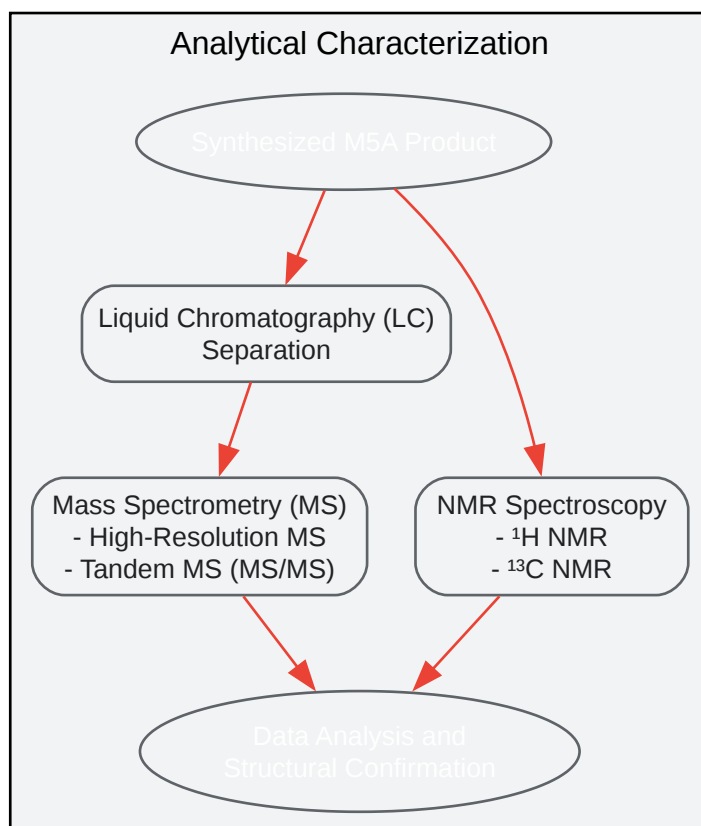 Analytical Characterization
Synthesized M5A Product
Liquid Chromatography (LC)
Separation
Mass Spectrometry (MS)
- High-Resolution MS
- Tandem MS (MS/MS)
NMR Spectroscopy
- ¹H NMR
- ¹³C NMR
Data Analysis and
Structural Confirmation